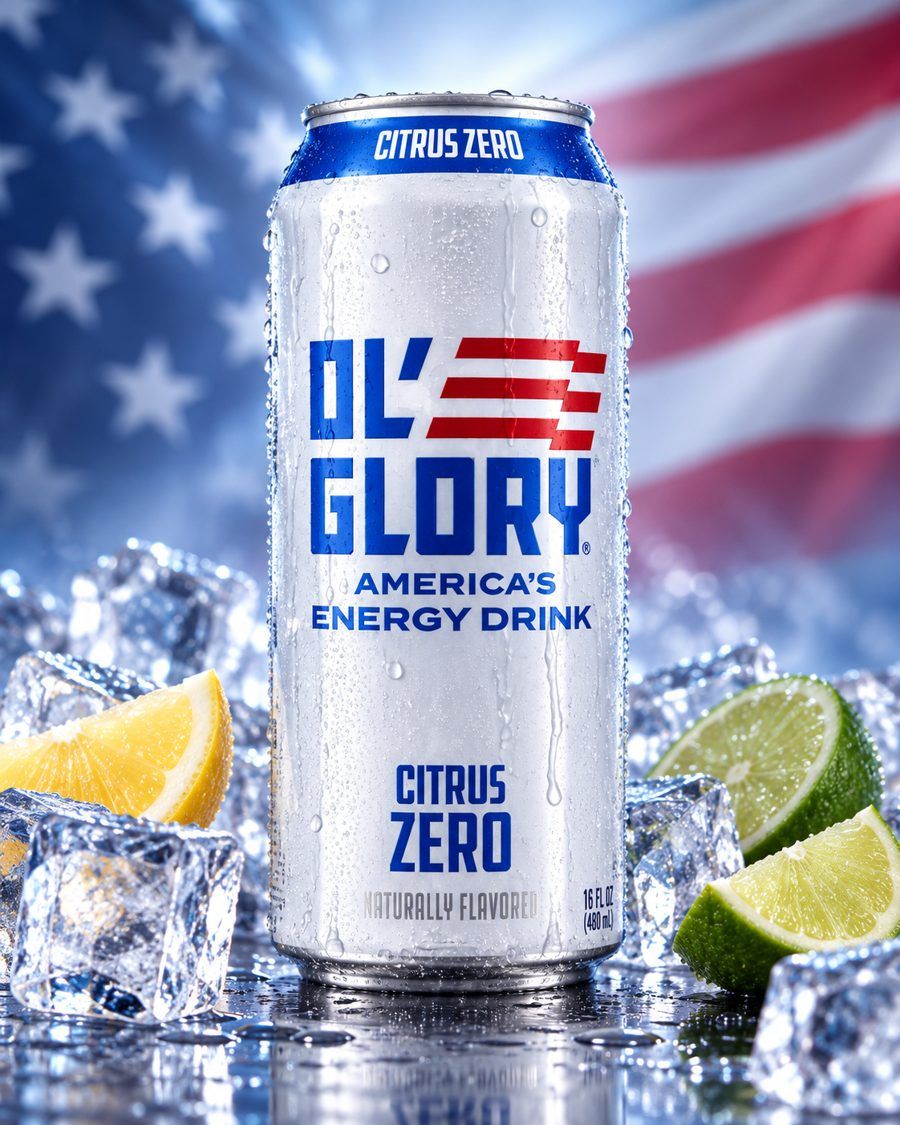 CITRUS ZERO
OL'
GLORY®
AMERICA'S
ENERGY DRINK
CITRUS
ZERO
NATURALLY FLAVORED
16 FL OZ
(480 mL)